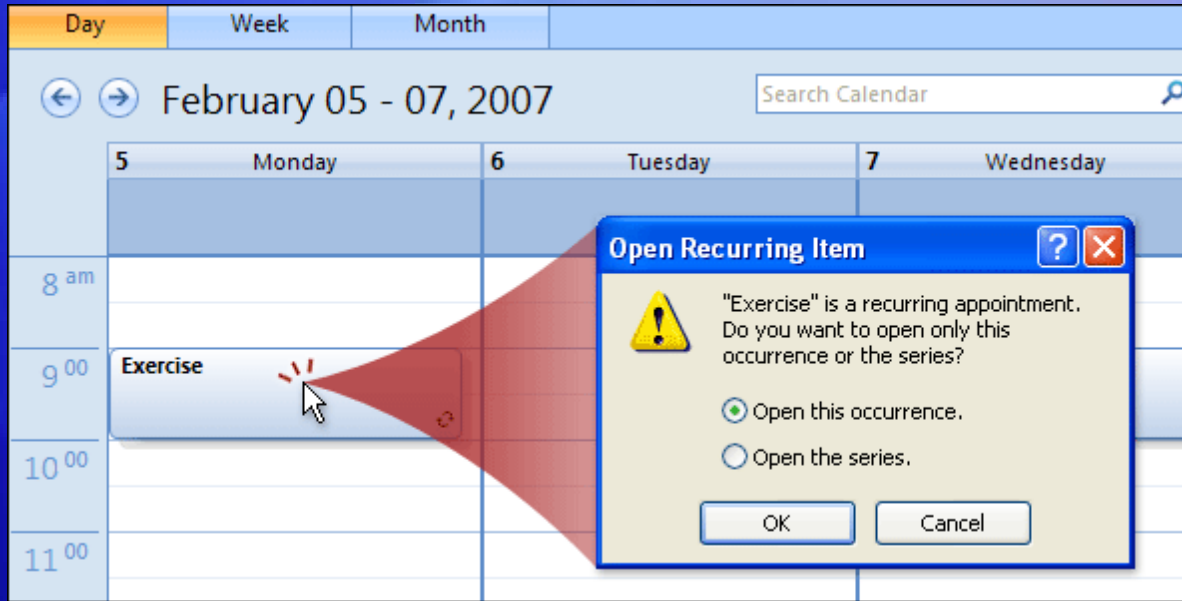 Day Week Month
February 05 - 07, 2007
Search Calendar
5 Monday 6 Tuesday 7 Wednesday
Open Recurring Item
8 am
"Exercise" is a recurring appointment.
Do you want to open only this
occurrence or the series?
9 00
Exercise
Open this occurrence.
10 00
Open the series.
OK Cancel
11 00